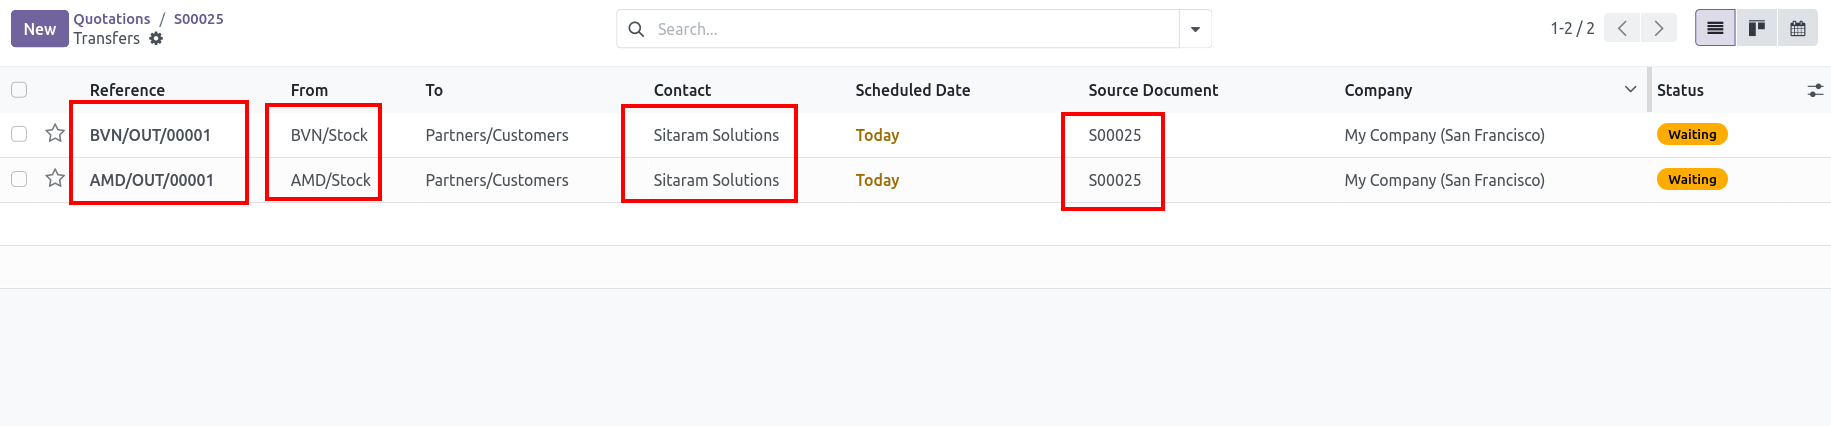 New Quotations / S00025
Transfers
Search...
1-2 / 2
Reference From To Contact Scheduled Date Source Document Company Status
BVN/OUT/00001 BVN/Stock Partners/Customers Sitaram Solutions Today S00025 My Company (San Francisco) Waiting
AMD/OUT/00001 AMD/Stock Partners/Customers Sitaram Solutions Today S00025 My Company (San Francisco) Waiting